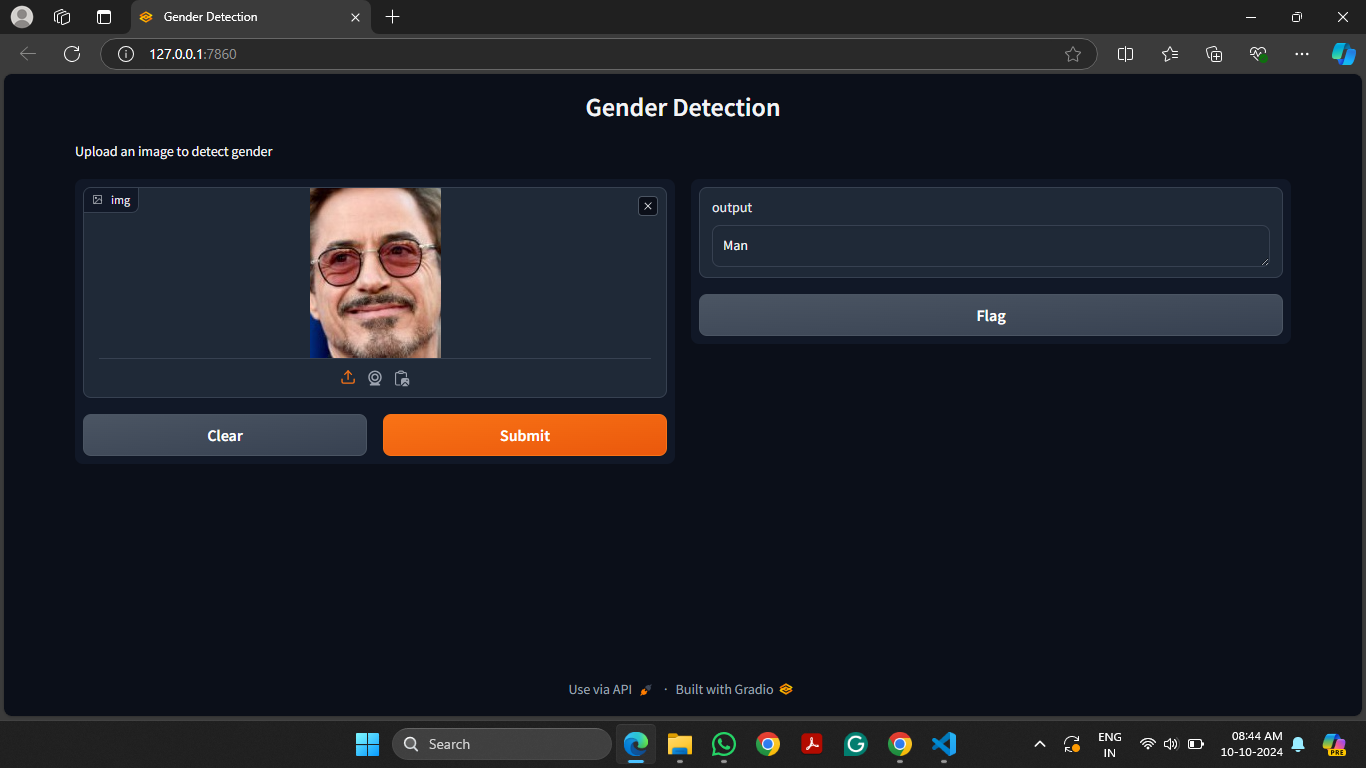 Gender Detection
127.0.0.1:7860
Gender Detection
Upload an image to detect gender
img
output
Man
Flag
Clear
Submit
Use via API · Built with Gradio
Search
ENG
IN
08:44 AM
10-10-2024
PRE